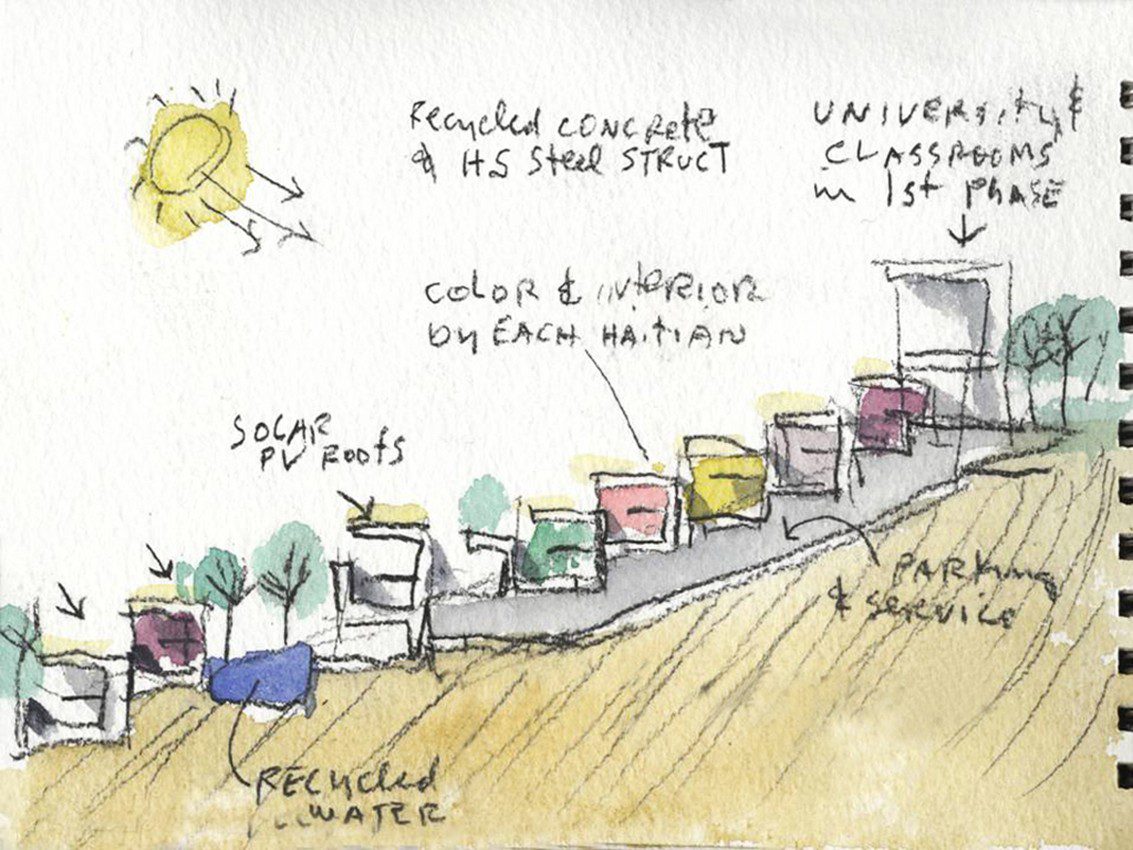 Recycled CONCRETE
& HS Steel STRUCT
UNIVERSity &
CLASSROOMS
in 1st PHASE
COLOR & INTERIOR
by EACH HAITIAN
SOLAR
PV ROOfS
PARKING
& SERVICE
RECYCled
WATER